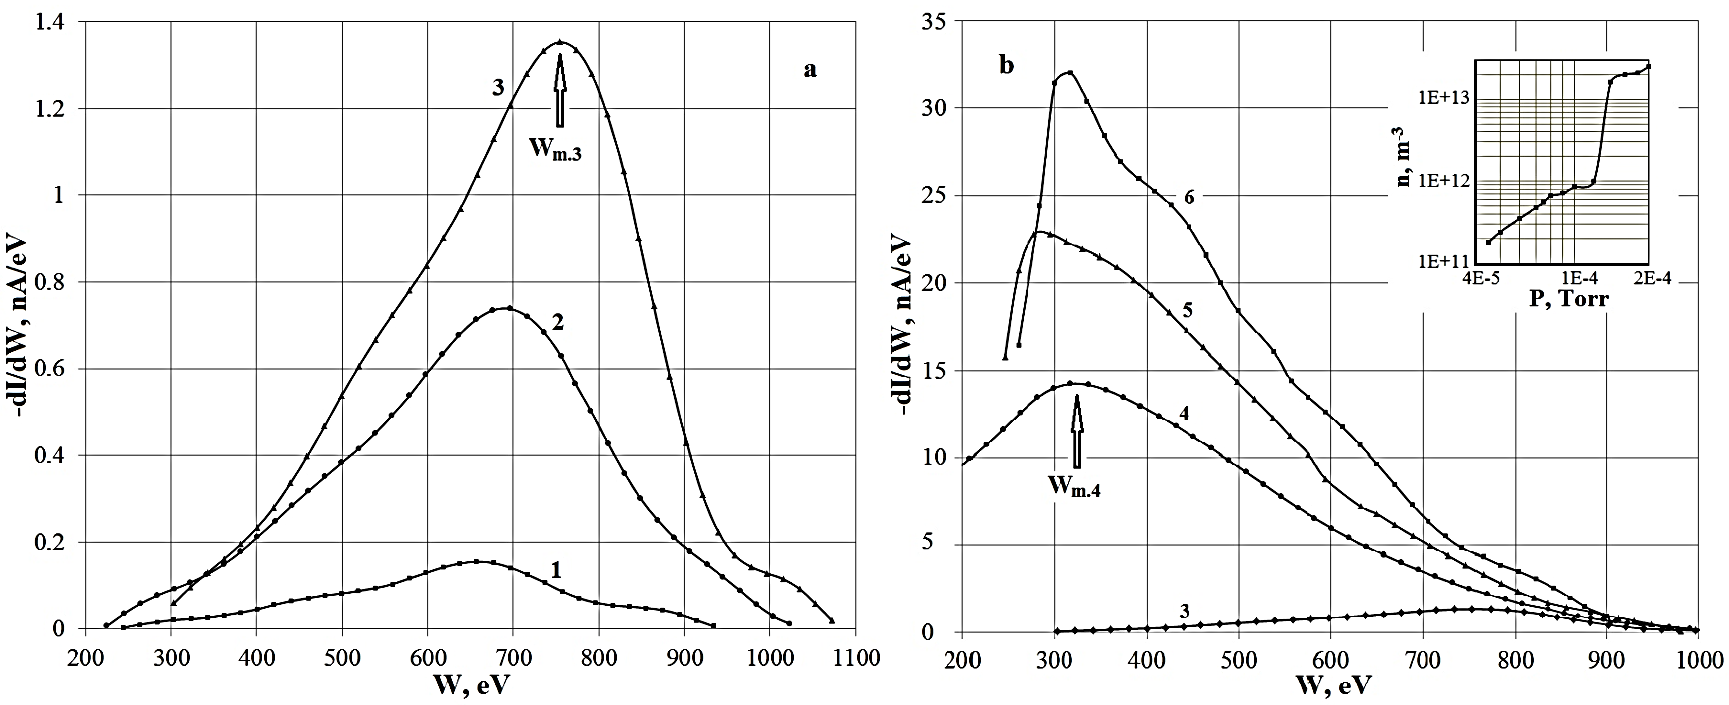 -dI/dW, nA/eV
1.4
1.2
1
0.8
0.6
0.4
0.2
0
200 300 400 500 600 700 800 900 1000 1100
W, eV
a
3
Wm.3
2
1
-dI/dW, nA/eV
35
30
25
20
15
10
5
0
200 300 400 500 600 700 800 900 1000
W, eV
b
6
5
4
Wm.4
3
n, m-3
1E+13
1E+12
1E+11
4E-5 1E-4 2E-4
P, Torr